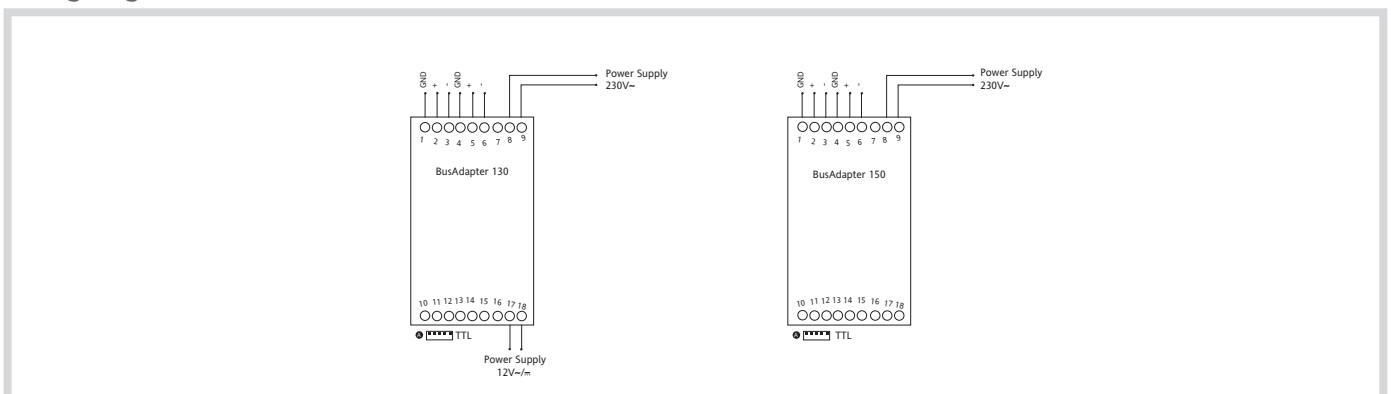 GND + - GND + -
Power Supply
230V~
1 2 3 4 5 6 7 8 9
BusAdapter 130
10 11 12 13 14 15 16 17 18
A TTL
Power Supply
12V~/⎓
GND + - GND + -
Power Supply
230V~
1 2 3 4 5 6 7 8 9
BusAdapter 150
10 11 12 13 14 15 16 17 18
A TTL